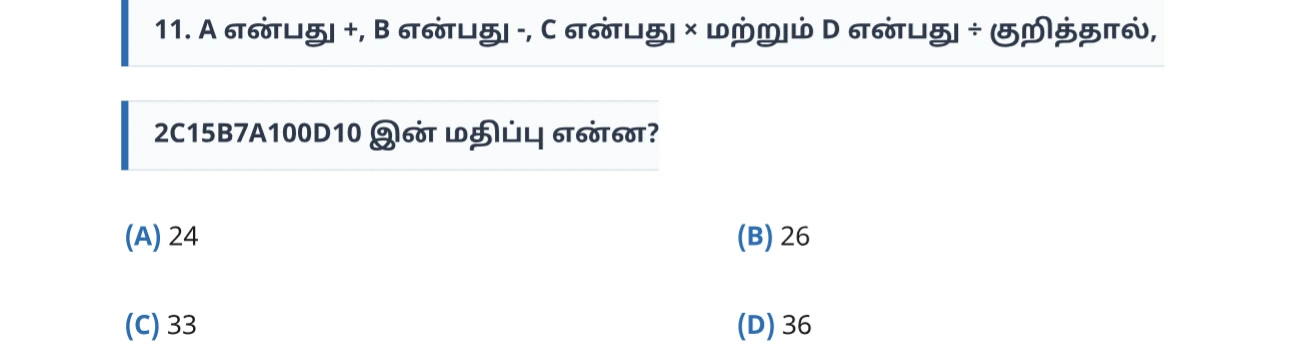 11. A என்பது +, B என்பது -, C என்பது × மற்றும் D என்பது ÷ குறித்தால்,
2C15B7A100D10 இன் மதிப்பு என்ன?
(A) 24
(B) 26
(C) 33
(D) 36